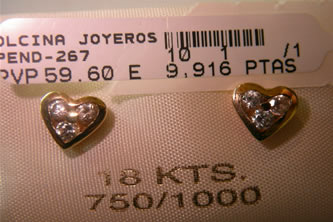 OLCINA JOYEROS
PEND-267 10 1 /1
PVP 59.60 E 9,916 PTAS
18 KTS.
750/1000